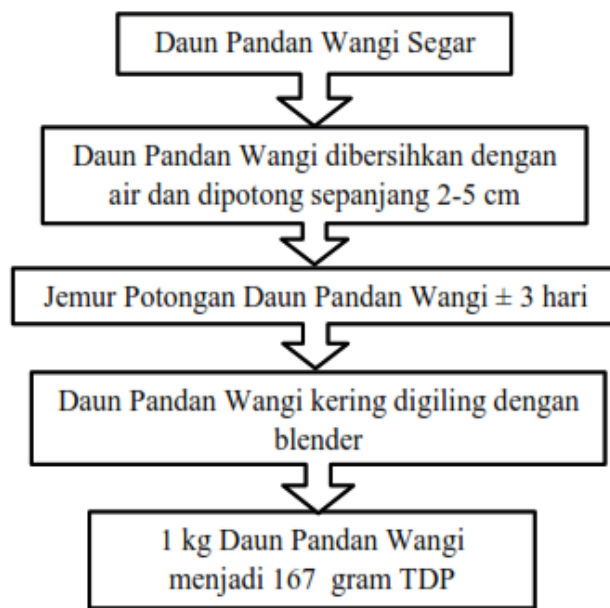 Daun Pandan Wangi Segar
Daun Pandan Wangi dibersihkan dengan
air dan dipotong sepanjang 2-5 cm
Jemur Potongan Daun Pandan Wangi ± 3 hari
Daun Pandan Wangi kering digiling dengan
blender
1 kg Daun Pandan Wangi
menjadi 167 gram TDP